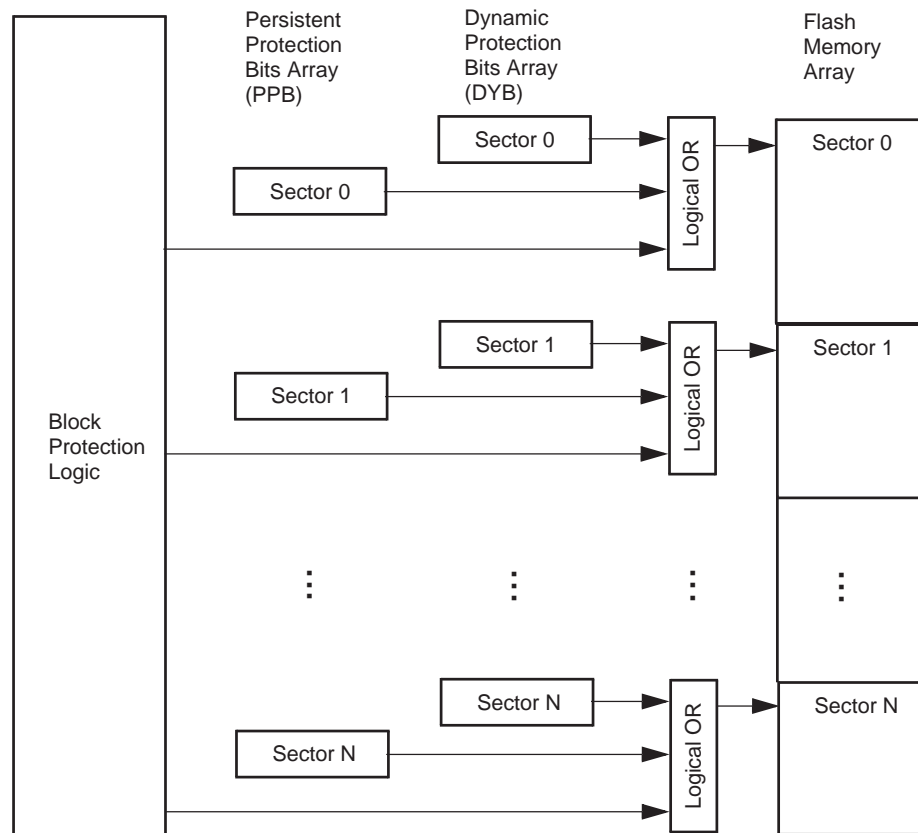 Persistent
Protection
Bits Array
(PPB)
Dynamic
Protection
Bits Array
(DYB)
Flash
Memory
Array
Sector 0
Sector 0
Logical OR
Sector 0
Sector 1
Sector 1
Logical OR
Sector 1
Block
Protection
Logic
...
...
...
...
Sector N
Sector N
Logical OR
Sector N